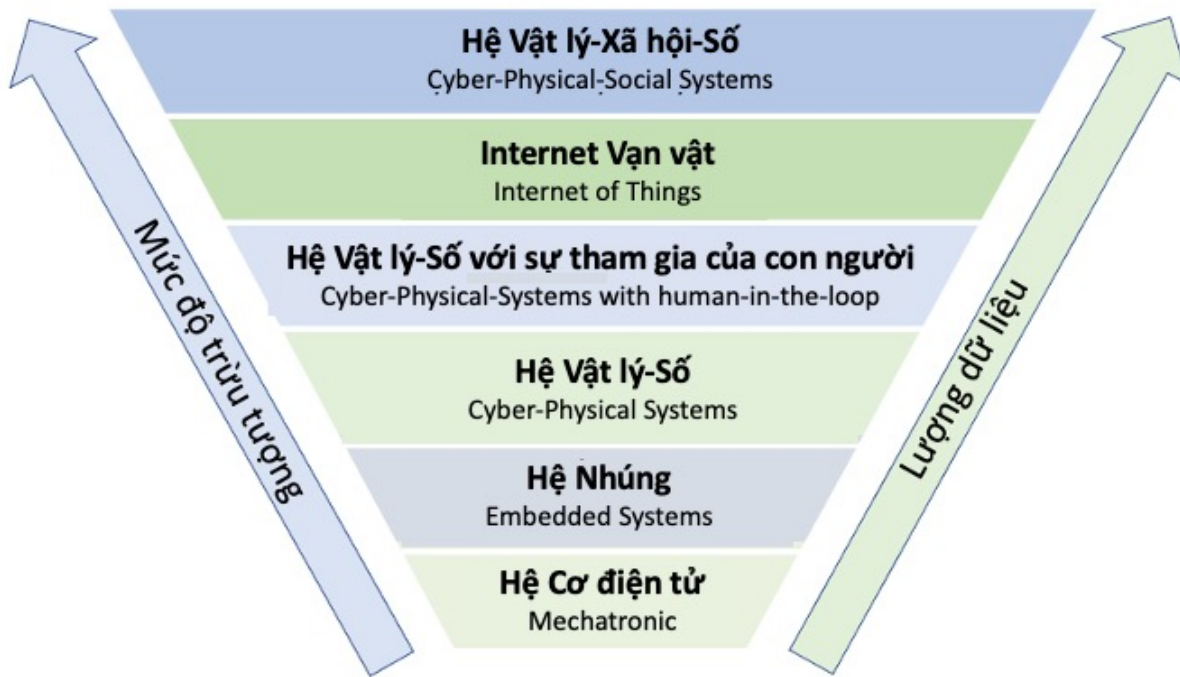 Hệ Vật lý-Xã hội-Số
Cyber-Physical-Social Systems
Internet Vạn vật
Internet of Things
Hệ Vật lý-Số với sự tham gia của con người
Cyber-Physical-Systems with human-in-the-loop
Hệ Vật lý-Số
Cyber-Physical Systems
Hệ Nhúng
Embedded Systems
Hệ Cơ điện tử
Mechatronic
Mức độ trừu tượng
Lượng dữ liệu